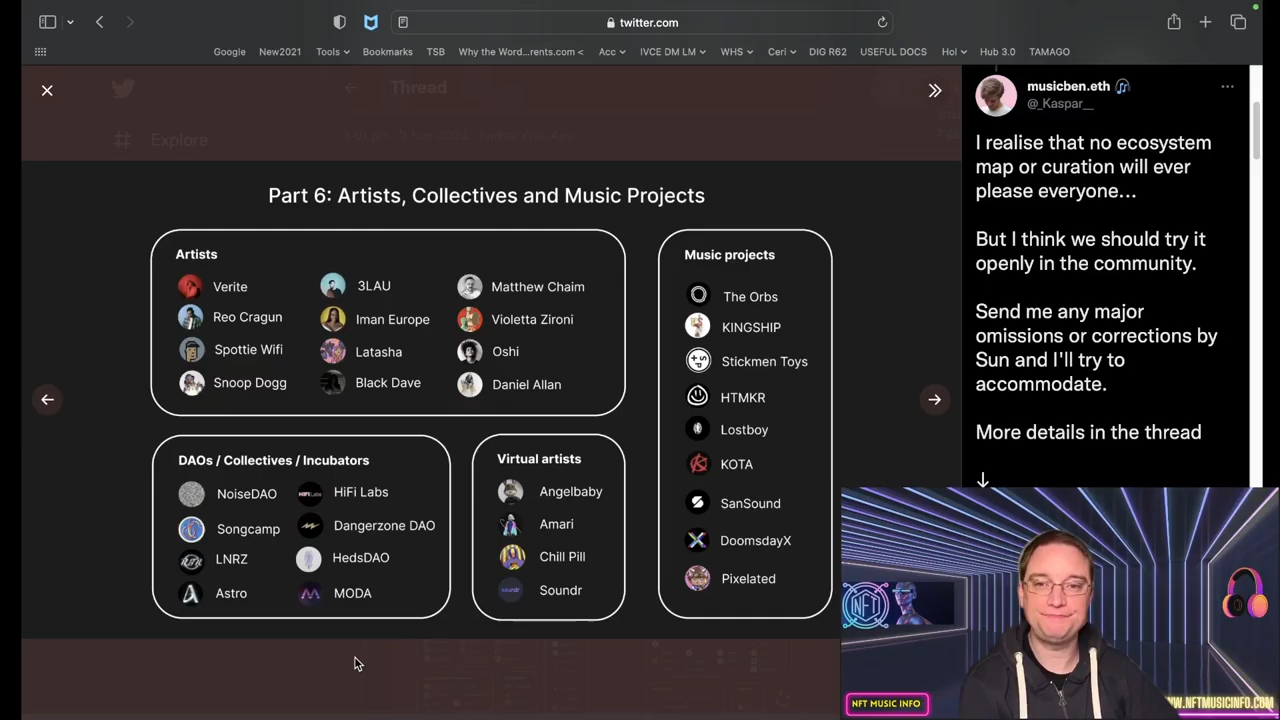 twitter.com
Google
New2021
Tools
Bookmarks
TSB
Why the Word...rents.com <
Acc
IVCE DM LM
WHS
Ceri
DIG R62
USEFUL DOCS
Hol
Hub 3.0
TAMAGO
Thread
Explore
Part 6: Artists, Collectives and Music Projects
Artists
Verite
3LAU
Matthew Chaim
Reo Cragun
Iman Europe
Violetta Zironi
Spottie Wifi
Latasha
Oshi
Snoop Dogg
Black Dave
Daniel Allan
Music projects
The Orbs
KINGSHIP
Stickmen Toys
HTMKR
Lostboy
KOTA
SanSound
DoomsdayX
Pixelated
DAOs / Collectives / Incubators
NoiseDAO
HiFi Labs
Songcamp
Dangerzone DAO
LNRZ
HedsDAO
Astro
MODA
Virtual artists
Angelbaby
Amari
Chill Pill
soundr
Soundr
musicben.eth
@_Kaspar__
I realise that no ecosystem
map or curation will ever
please everyone...
But I think we should try it
openly in the community.
Send me any major
omissions or corrections by
Sun and I'll try to
accommodate.
More details in the thread
↓
NFT
NFT MUSIC INFO
WWW.NFTMUSICINFO.COM